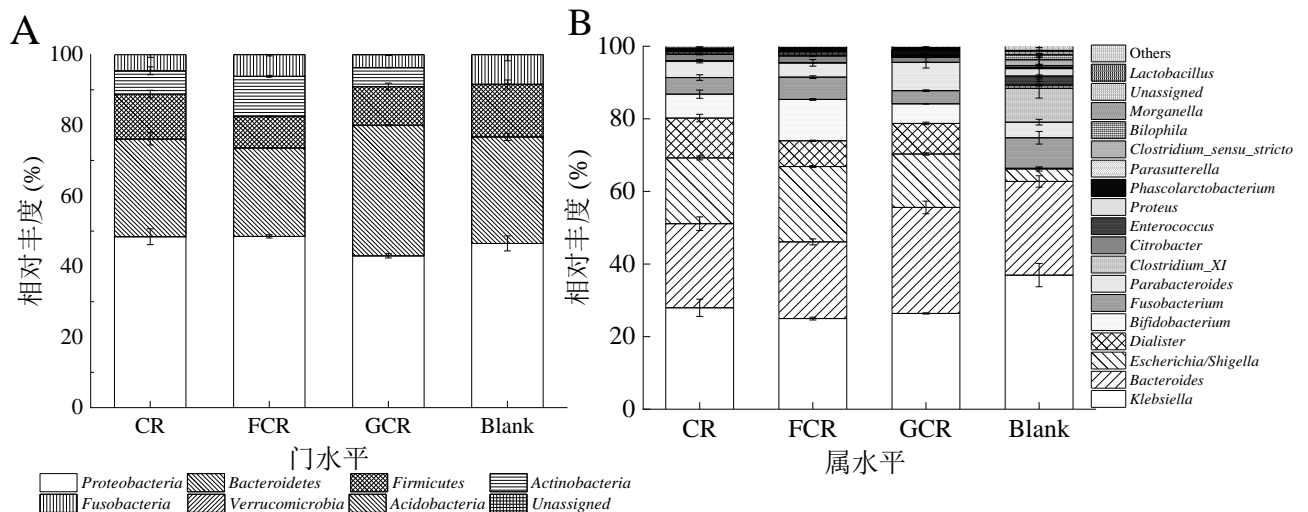 A
相对丰度 (%)
100
80
60
40
20
0
CR FCR GCR Blank
门水平
Proteobacteria Bacteroidetes Firmicutes Actinobacteria
Fusobacteria Verrucomicrobia Acidobacteria Unassigned
B
相对丰度 (%)
100
80
60
40
20
0
CR FCR GCR Blank
属水平
Others
Lactobacillus
Unassigned
Morganella
Bilophila
Clostridium_sensu_stricto
Parasutterella
Phascolarctobacterium
Proteus
Enterococcus
Citrobacter
Clostridium_XI
Parabacteroides
Fusobacterium
Bifidobacterium
Dialister
Escherichia/Shigella
Bacteroides
Klebsiella